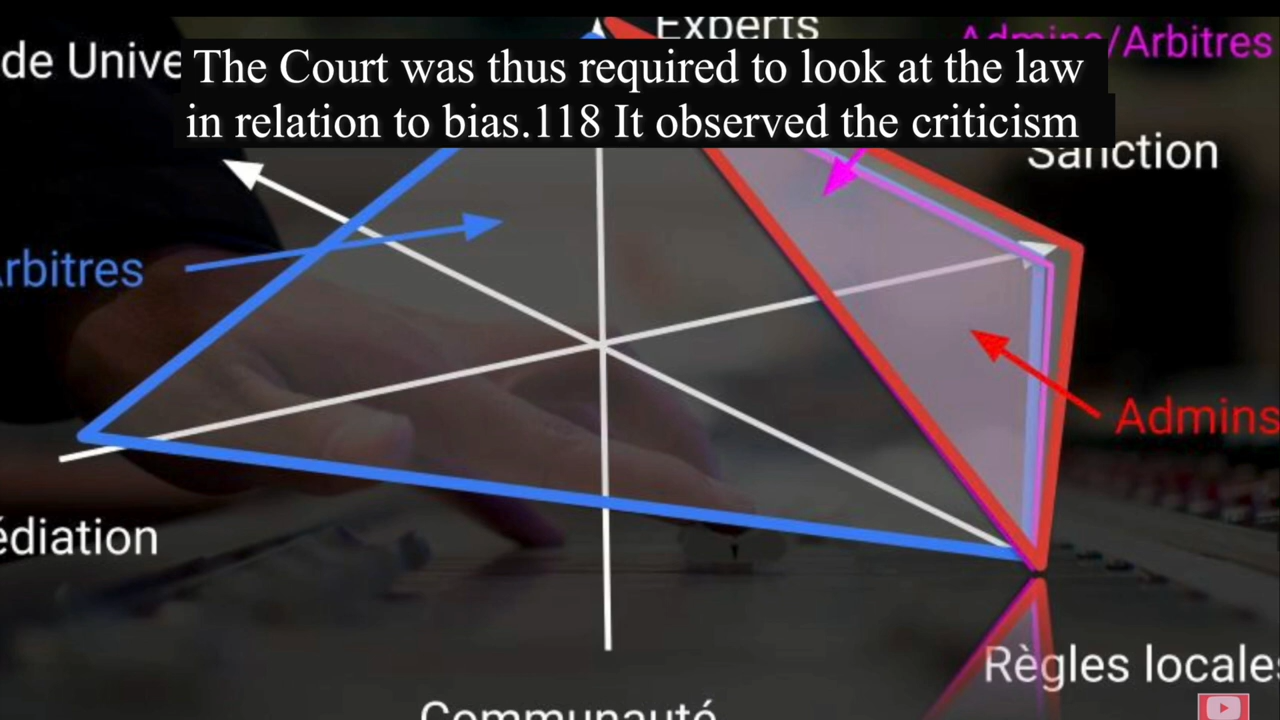 Experts
Admins/Arbitres
de Unive
The Court was thus required to look at the law
in relation to bias.118 It observed the criticism
Sanction
rbitres
Admins
édiation
Règles locales
Communauté